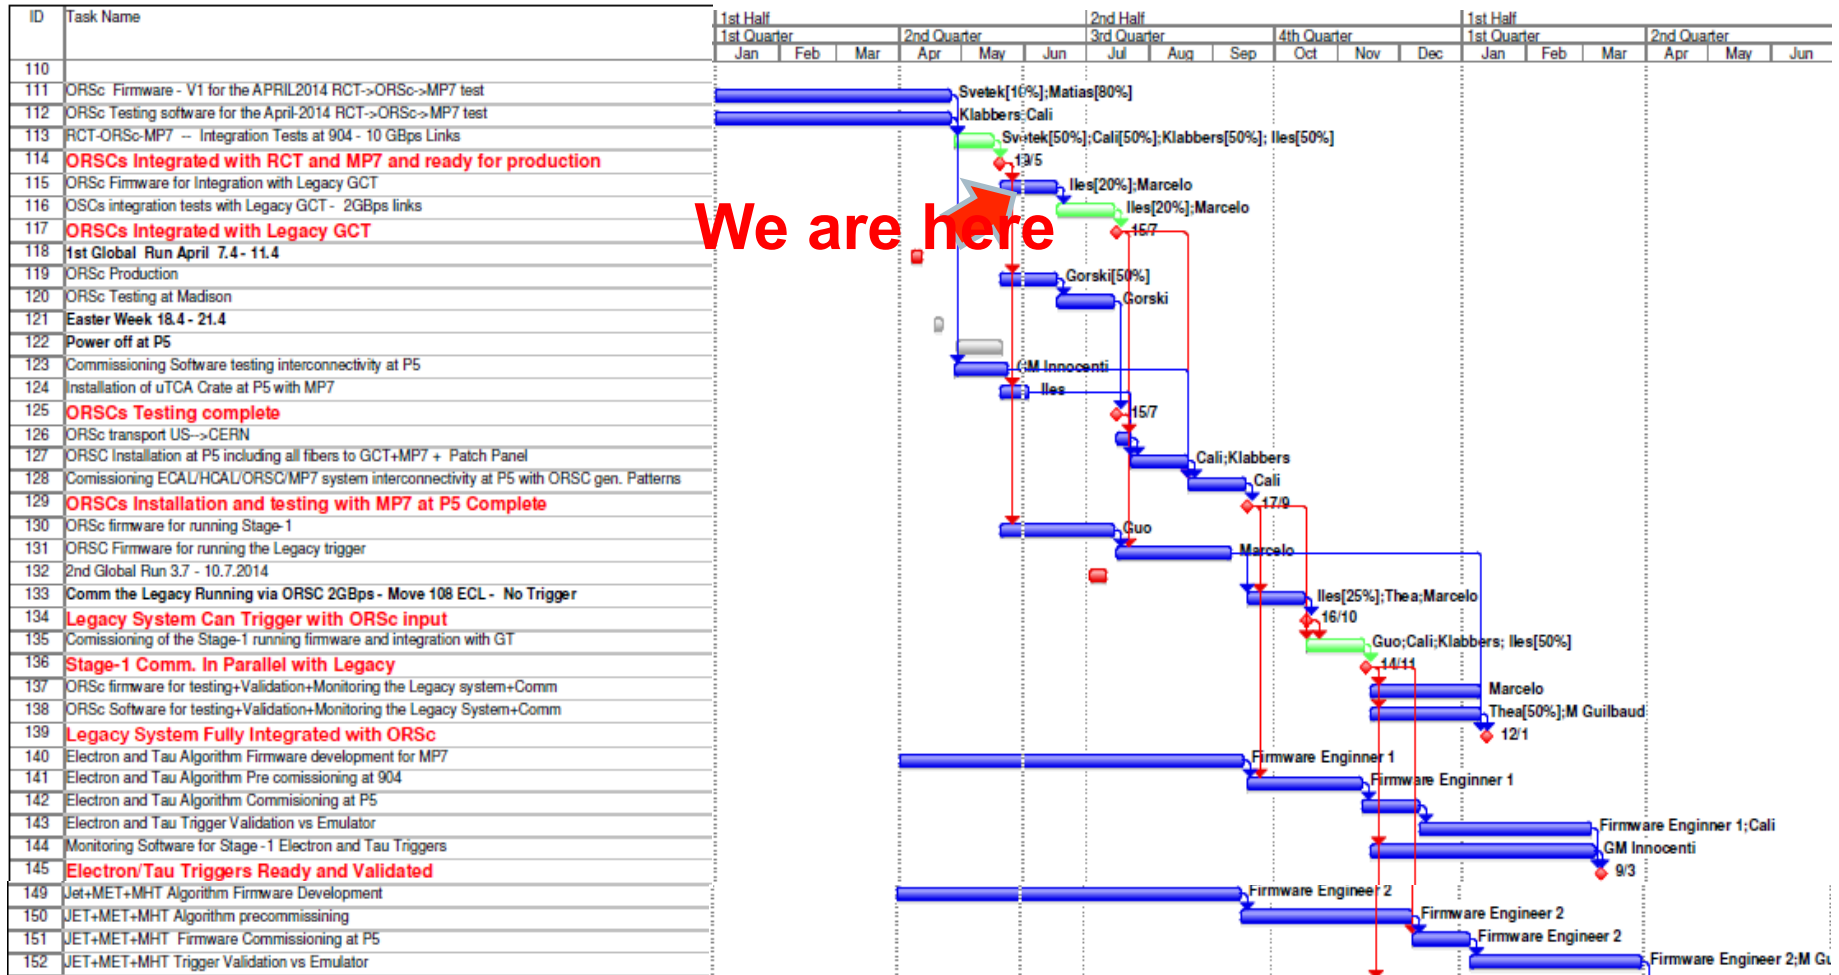 ID Task Name 1st Half 2nd Half 1st Half
1st Quarter 2nd Quarter 3rd Quarter 4th Quarter 1st Quarter 2nd Quarter
Jan Feb Mar Apr May Jun Jul Aug Sep Oct Nov Dec Jan Feb Mar Apr May Jun
110
111 ORSc Firmware - V1 for the APRIL2014 RCT->ORSc->MP7 test Svetek[10%];Matias[80%]
112 ORSc Testing software for the April-2014 RCT->ORSc->MP7 test Klabbers;Cali
113 RCT-ORSc-MP7 -- Integration Tests at 904 - 10 GBps Links Svetek[50%];Cali[50%];Klabbers[50%]; Iles[50%]
114 ORSCs Integrated with RCT and MP7 and ready for production 19/5
115 ORSc Firmware for Integration with Legacy GCT Iles[20%];Marcelo
116 OSCs integration tests with Legacy GCT - 2GBps links Iles[20%];Marcelo
We are here
117 ORSCs Integrated with Legacy GCT 15/7
118 1st Global Run April 7.4 - 11.4
119 ORSc Production Gorski[50%]
120 ORSc Testing at Madison Gorski
121 Easter Week 18.4 - 21.4
122 Power off at P5
123 Commissioning Software testing interconnectivity at P5 GM Innocenti
124 Installation of uTCA Crate at P5 with MP7 Iles
125 ORSCs Testing complete 15/7
126 ORSc transport US-->CERN
127 ORSC Installation at P5 including all fibers to GCT+MP7 + Patch Panel Cali;Klabbers
128 Comissioning ECAL/HCAL/ORSC/MP7 system interconnectivity at P5 with ORSC gen. Patterns Cali
129 ORSCs Installation and testing with MP7 at P5 Complete 17/9
130 ORSc firmware for running Stage-1 Guo
131 ORSC Firmware for running the Legacy trigger Marcelo
132 2nd Global Run 3.7 - 10.7.2014
133 Comm the Legacy Running via ORSC 2GBps - Move 108 ECL - No Trigger Iles[25%];Thea;Marcelo
134 Legacy System Can Trigger with ORSc input 16/10
135 Comissioning of the Stage-1 running firmware and integration with GT Guo;Cali;Klabbers; Iles[50%]
136 Stage-1 Comm. In Parallel with Legacy 14/11
137 ORSc firmware for testing+Validation+Monitoring the Legacy system+Comm Marcelo
138 ORSc Software for testing+Validation+Monitoring the Legacy System+Comm Thea[50%];M Guilbaud
139 Legacy System Fully Integrated with ORSc 12/1
140 Electron and Tau Algorithm Firmware development for MP7 Firmware Enginner 1
141 Electron and Tau Algorithm Pre comissioning at 904 Firmware Enginner 1
142 Electron and Tau Algorithm Commisioning at P5
143 Electron and Tau Trigger Validation vs Emulator Firmware Enginner 1;Cali
144 Monitoring Software for Stage -1 Electron and Tau Triggers GM Innocenti
145 Electron/Tau Triggers Ready and Validated 9/3
149 Jet+MET+MHT Algorithm Firmware Development Firmware Engineer 2
150 JET+MET+MHT Algorithm precommissining Firmware Engineer 2
151 JET+MET+MHT Firmware Commissioning at P5 Firmware Engineer 2
152 JET+MET+MHT Trigger Validation vs Emulator Firmware Engineer 2;M Gu